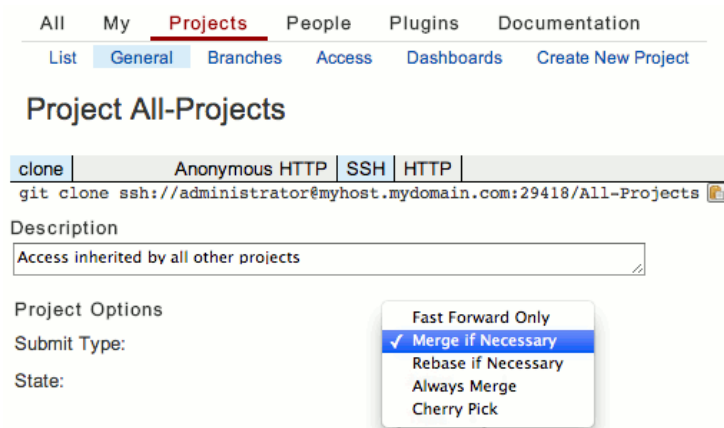 All My Projects People Plugins Documentation
List General Branches Access Dashboards Create New Project
Project All-Projects
clone Anonymous HTTP SSH HTTP
git clone ssh://administrator@myhost.mydomain.com:29418/All-Projects
Description
Access inherited by all other projects
Project Options
Fast Forward Only
Submit Type:
✓ Merge if Necessary
Rebase if Necessary
State:
Always Merge
Cherry Pick